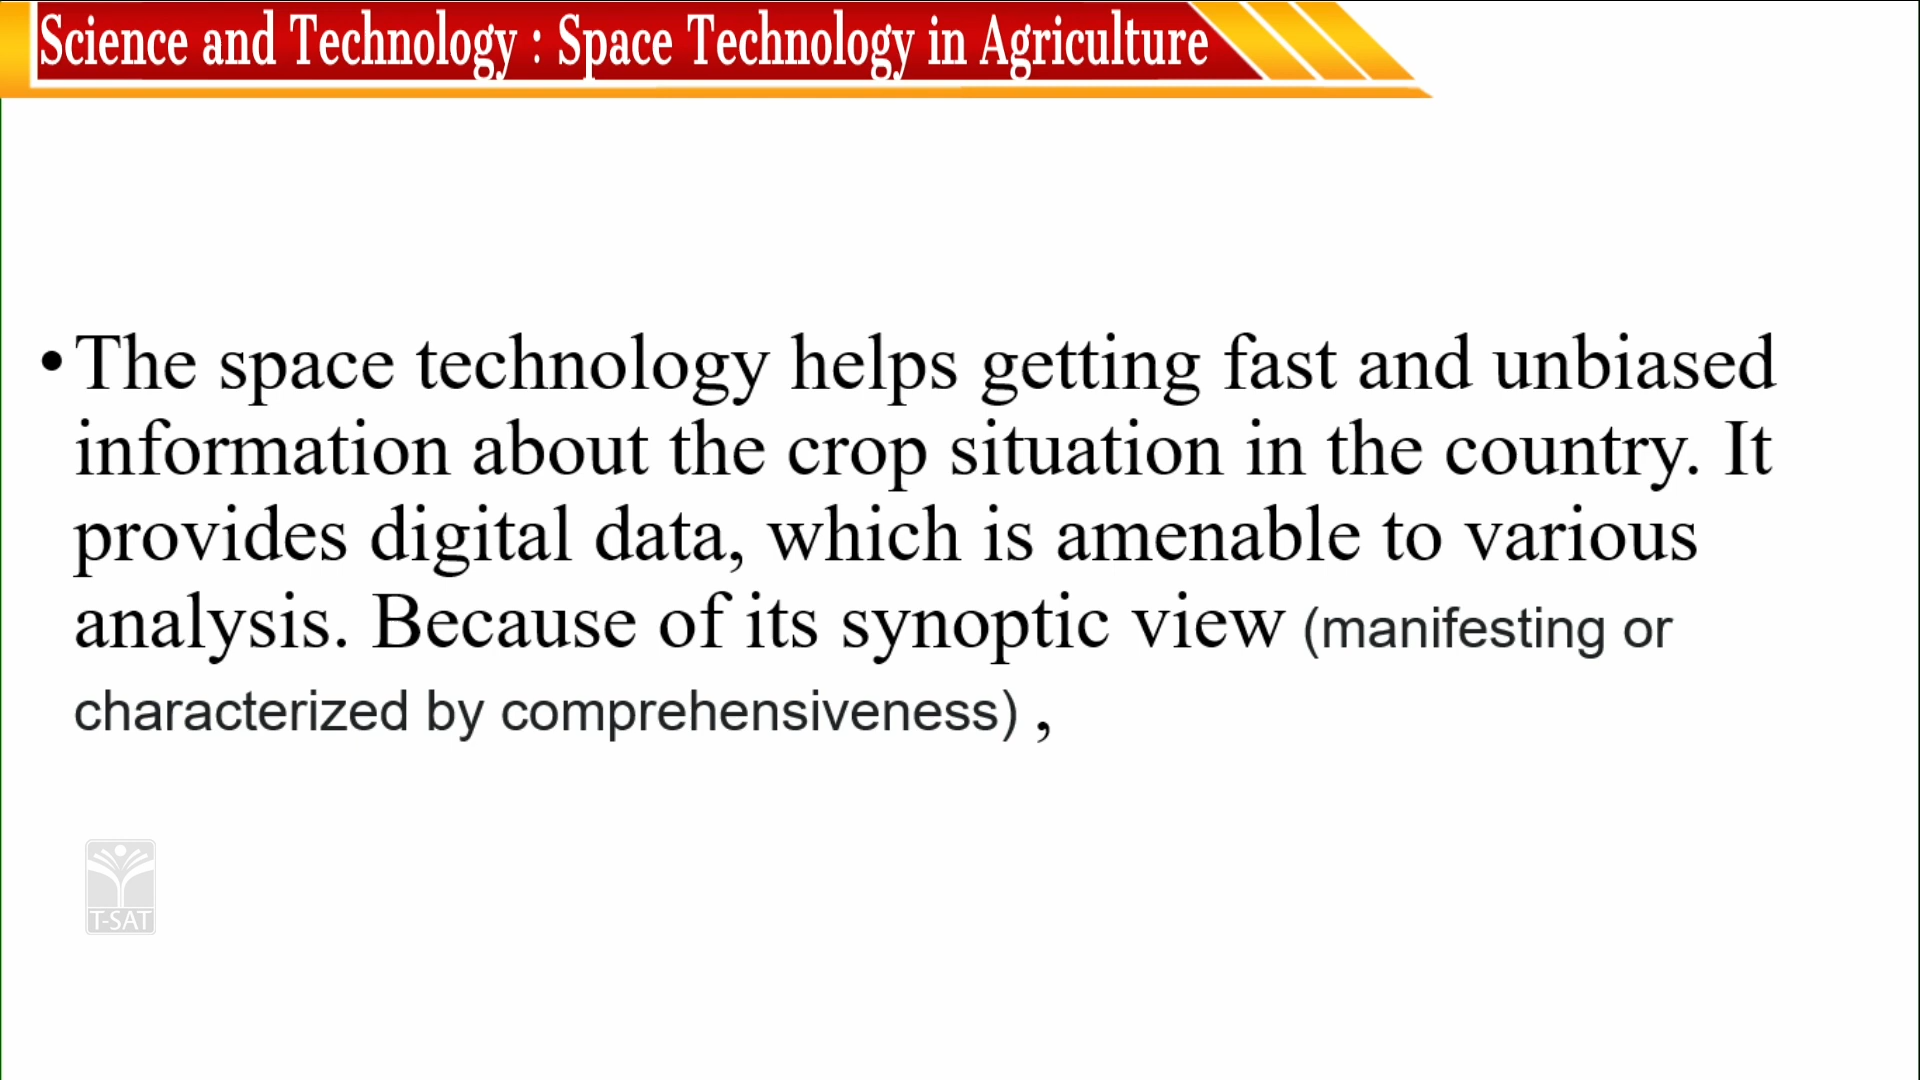 Science and Technology : Space Technology in Agriculture
•The space technology helps getting fast and unbiased
information about the crop situation in the country. It
provides digital data, which is amenable to various
analysis. Because of its synoptic view (manifesting or
characterized by comprehensiveness) ,
T-SAT